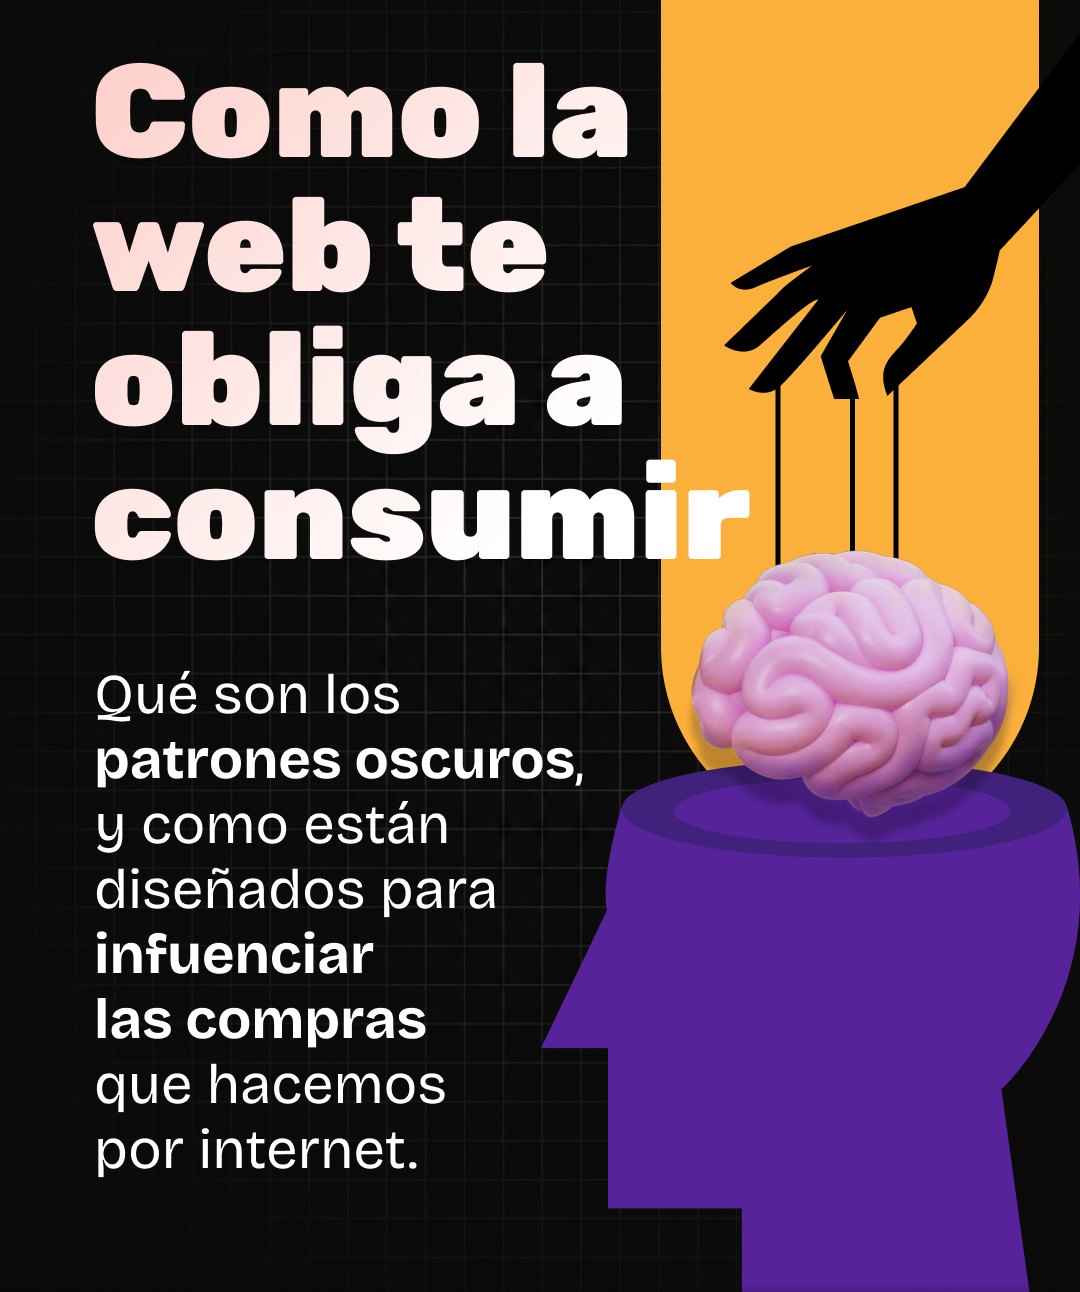 Como la
web te
obliga a
consumir
Qué son los
patrones oscuros,
y como están
diseñados para
infuenciar
las compras
que hacemos
por internet.